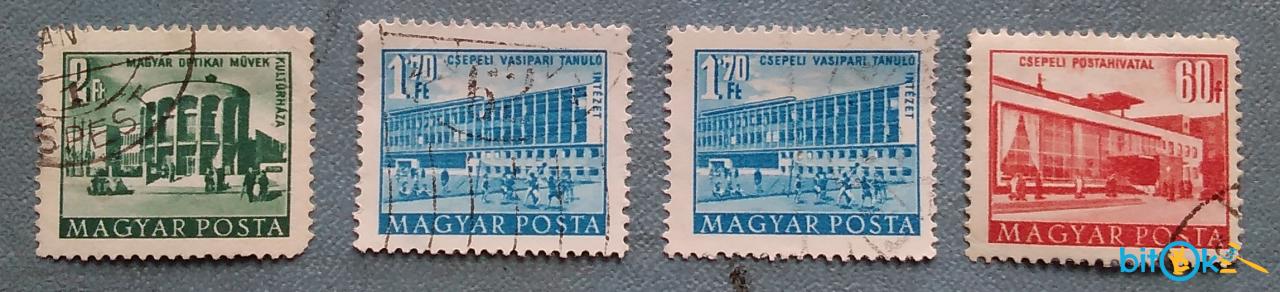 2 Ft
MAGYAR OPTIKAI MŰVEK
KULTÚRHÁZA
MAGYAR POSTA
1.70 Ft
CSEPELI VASIPARI TANULÓ
INTÉZET
MAGYAR POSTA
1.70 Ft
CSEPELI VASIPARI TANULÓ
INTÉZET
MAGYAR POSTA
CSEPELI POSTAHIVATAL
60f
MAGYAR POSTA
bitok